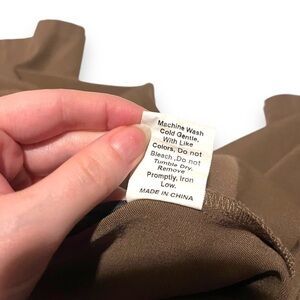 Machine Wash
Cold Gentle,
With Like
Colors, Do not
Bleach ,Do not
Tumble Dry,
Remove
Promptly, Iron
Low.
MADE IN CHINA